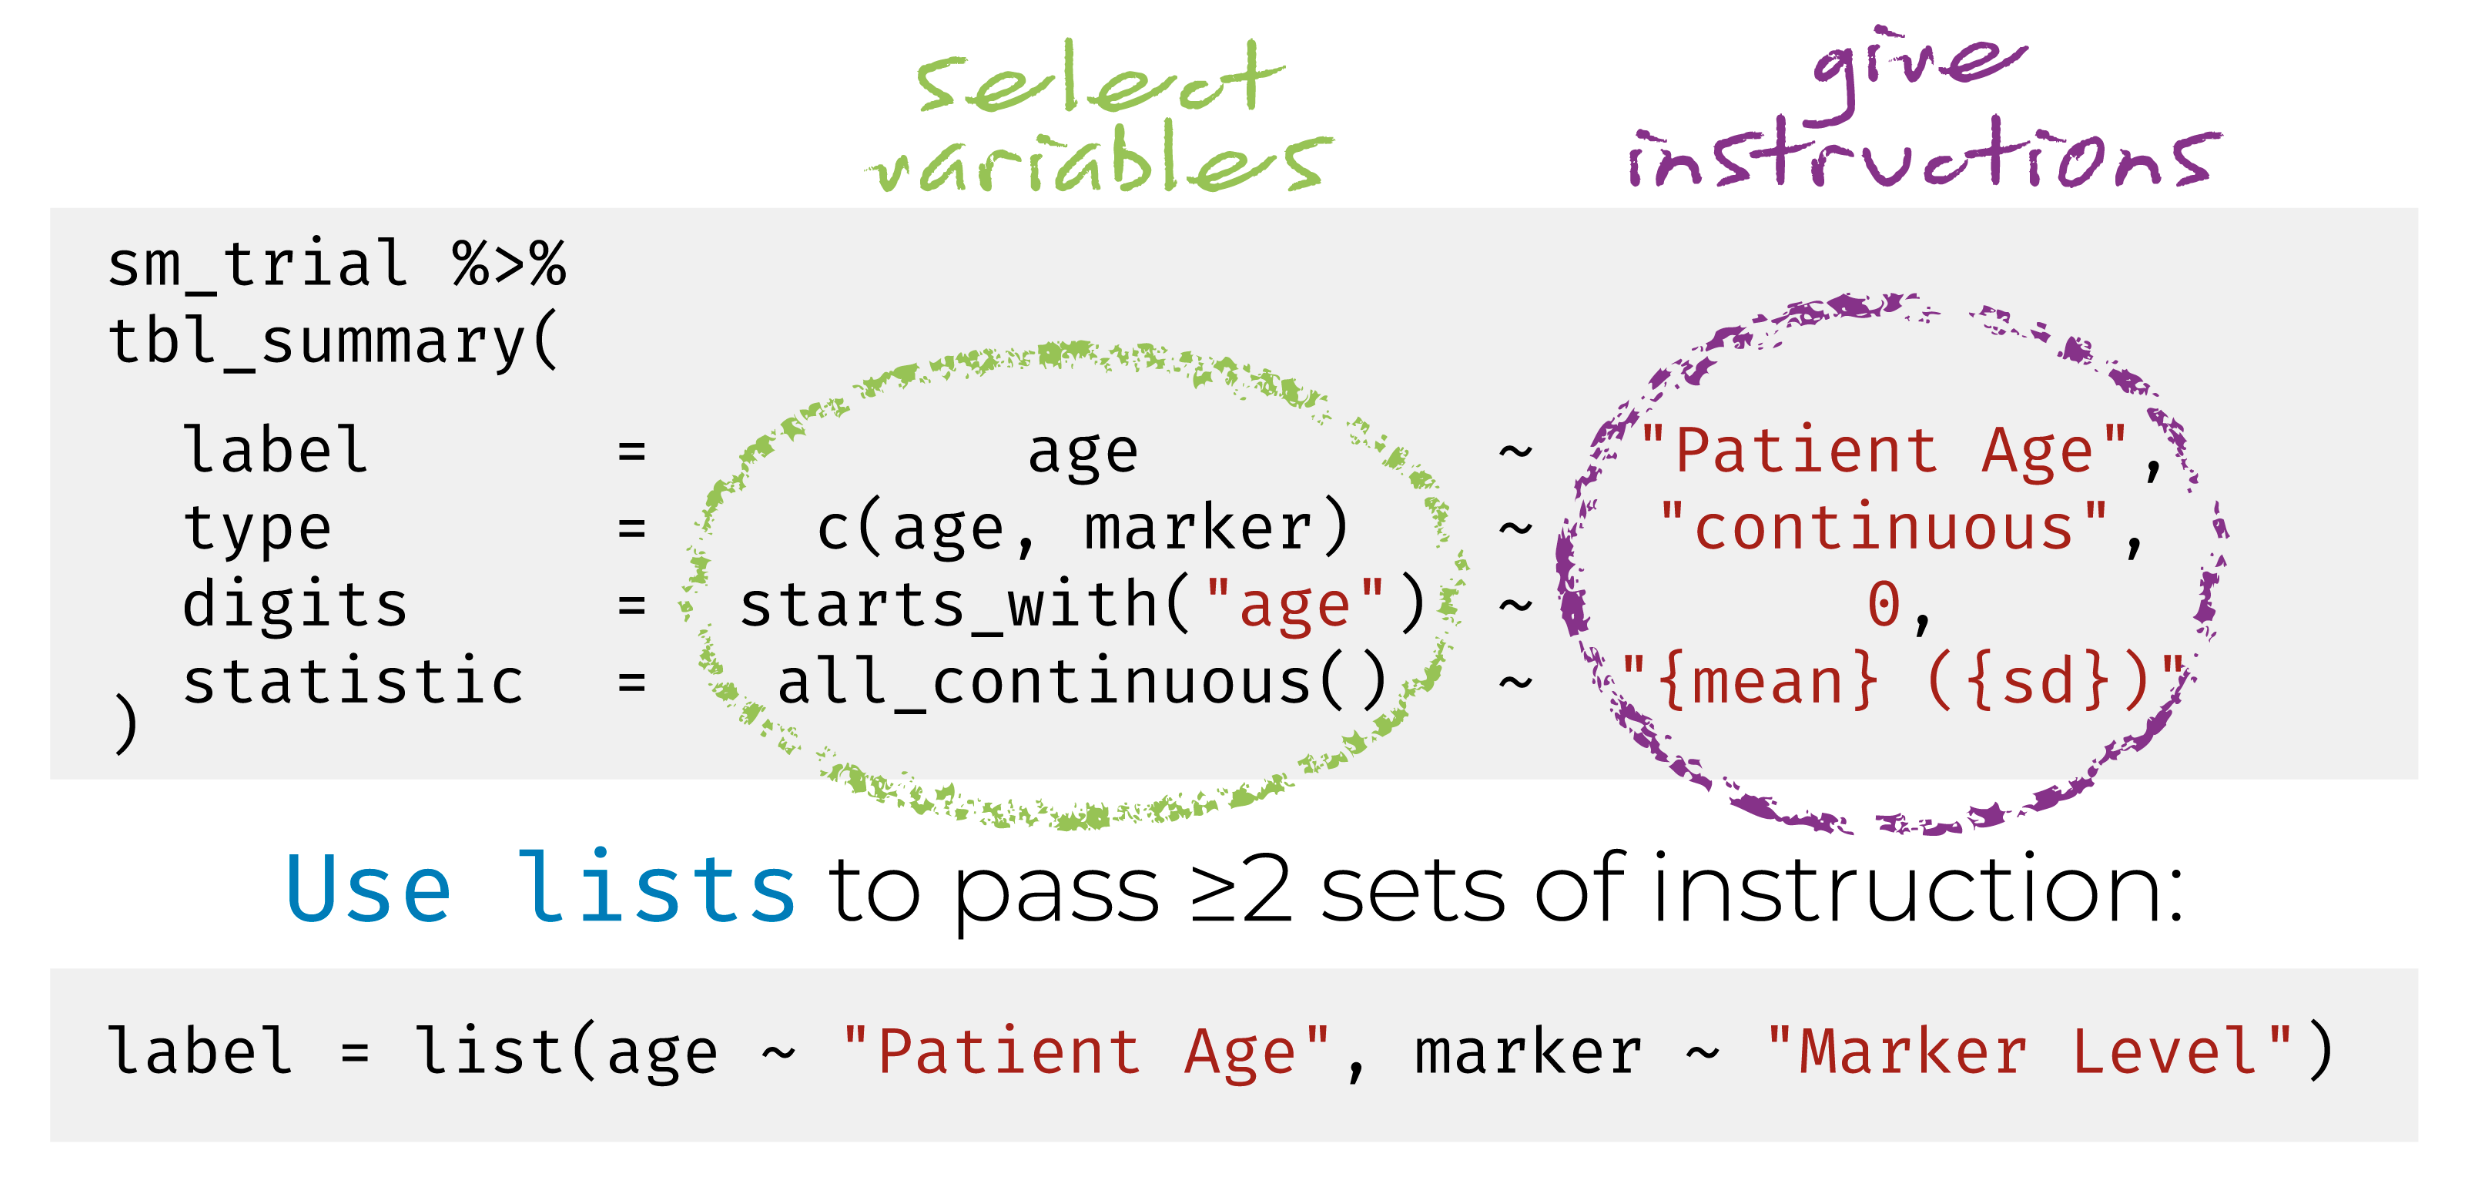 select
variables
give
instructions
sm_trial %>%
tbl_summary(
label = age ~ "Patient Age",
type = c(age, marker) ~ "continuous",
digits = starts_with("age") ~ 0,
statistic = all_continuous() ~ "{mean} ({sd})"
)
Use lists to pass ≥2 sets of instruction:
label = list(age ~ "Patient Age", marker ~ "Marker Level")